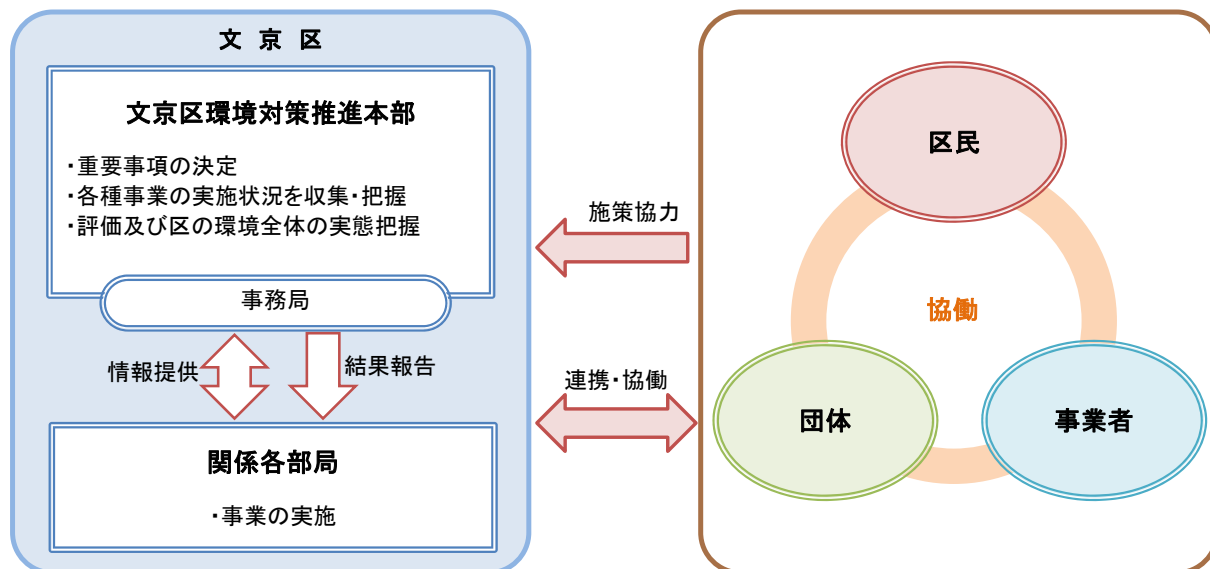 文 京 区
文京区環境対策推進本部
・重要事項の決定
・各種事業の実施状況を収集・把握
・評価及び区の環境全体の実態把握
事務局
情報提供
結果報告
関係各部局
・事業の実施
施策協力
連携・協働
区民
協働
団体
事業者